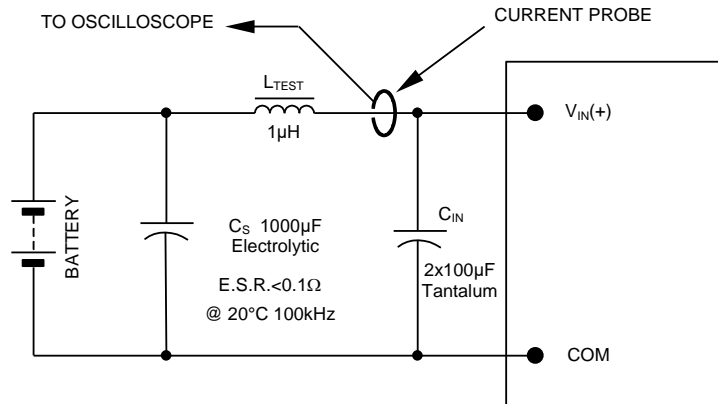 TO OSCILLOSCOPE
CURRENT PROBE
LTEST
1µH
VIN(+)
BATTERY
CS 1000µF
Electrolytic
E.S.R.<0.1Ω
@ 20°C 100kHz
CIN
2x100µF
Tantalum
COM